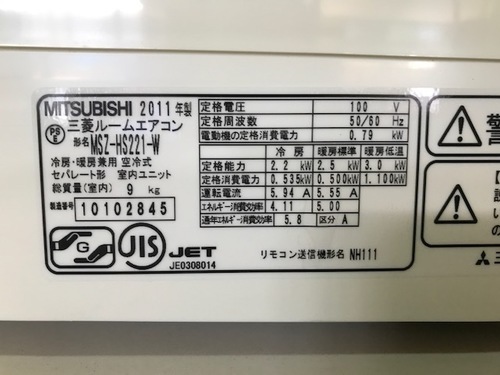 MITSUBISHI 2011年製
三菱ルームエアコン
形名 MSZ-HS221-W
冷房・暖房兼用 空冷式
セパレート形 室内ユニット
総質量(室内) 9 kg
製造番号 10102845
G
JIS
JET
JE0308014
定格電圧 100 V
定格周波数 50/60 Hz
電動機の定格消費電力 0.79 kW
冷房 暖房標準 暖房低温
定格能力 2.2 kW 2.5 kW 3.0 kW
定格消費電力 0.535kW 0.500kW 1.100kW
運転電流 5.94 A 5.55 A
エネルギー消費効率 4.11 5.00
通年エネルギー消費効率 5.8 区分 A
リモコン送信機形名 NH111
警
【
の
三